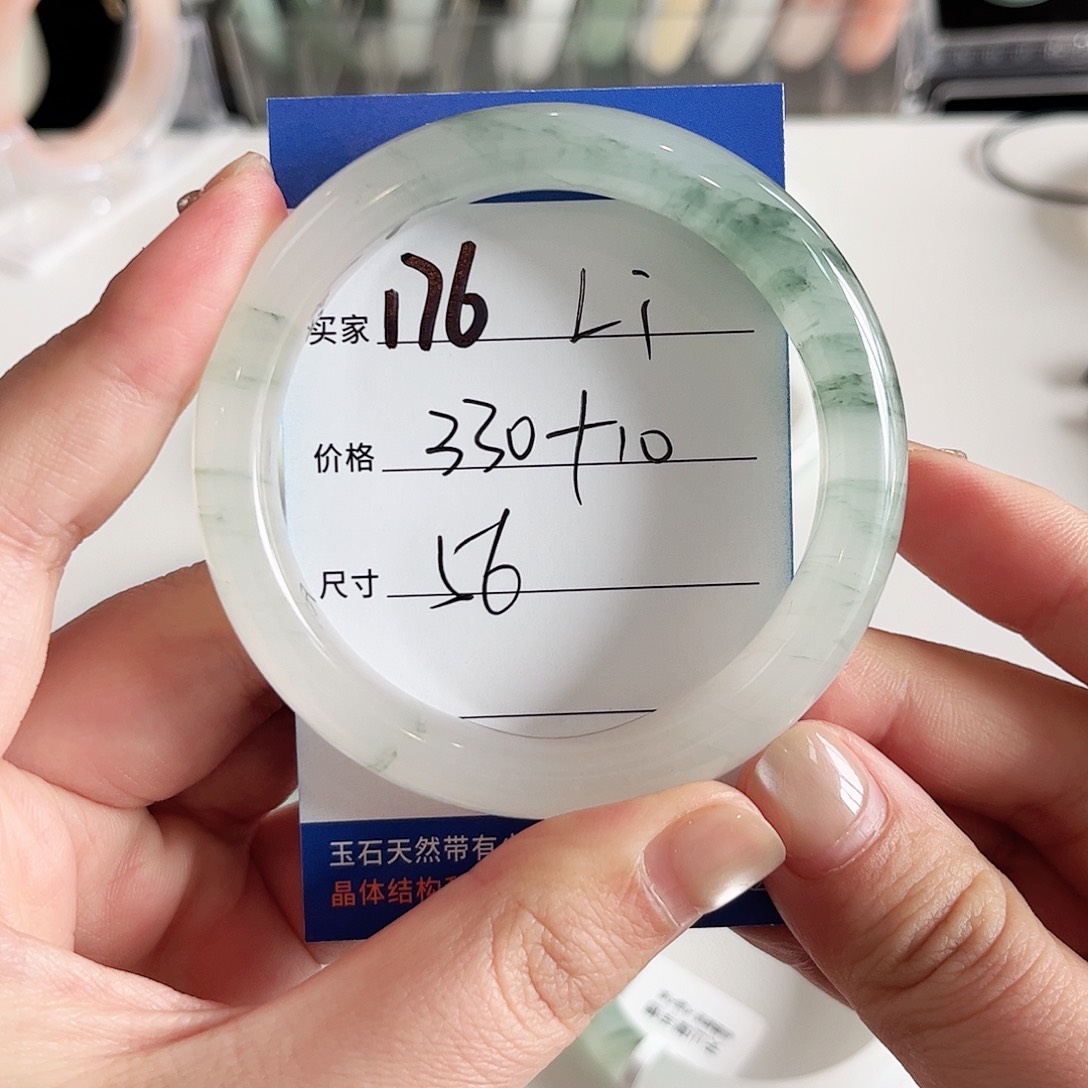 买家 176 Li
价格 330+10
尺寸 56
玉石天然带有
晶体结构